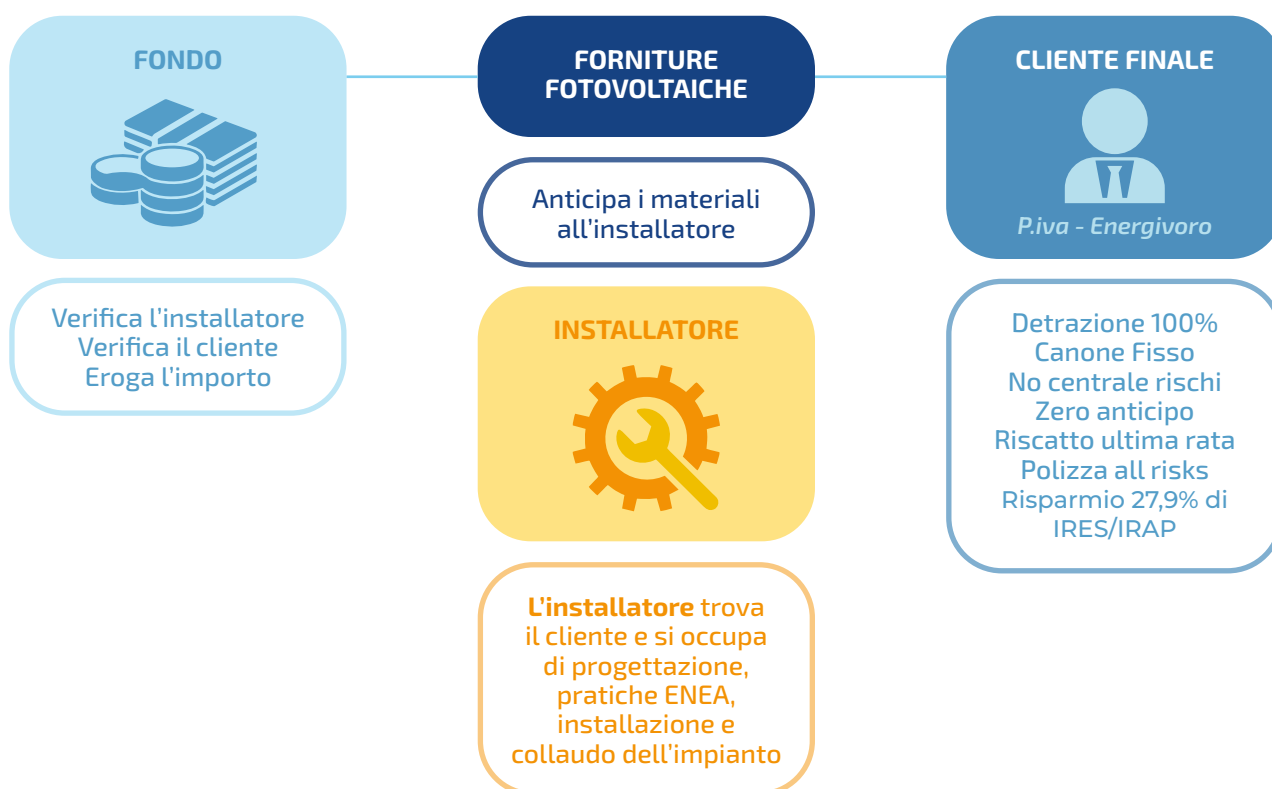 FONDO
Verifica l'installatore
Verifica il cliente
Eroga l'importo
FORNITURE
FOTOVOLTAICHE
Anticipa i materiali
all'installatore
INSTALLATORE
L'installatore trova
il cliente e si occupa
di progettazione,
pratiche ENEA,
installazione e
collaudo dell'impianto
CLIENTE FINALE
P.iva - Energivoro
Detrazione 100%
Canone Fisso
No centrale rischi
Zero anticipo
Riscatto ultima rata
Polizza all risks
Risparmio 27,9% di
IRES/IRAP